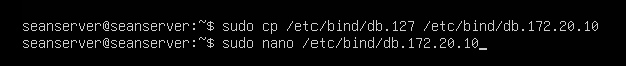 seanserver@seanserver:~$ sudo cp /etc/bind/db.127 /etc/bind/db.172.20.10
seanserver@seanserver:~$ sudo nano /etc/bind/db.172.20.10_